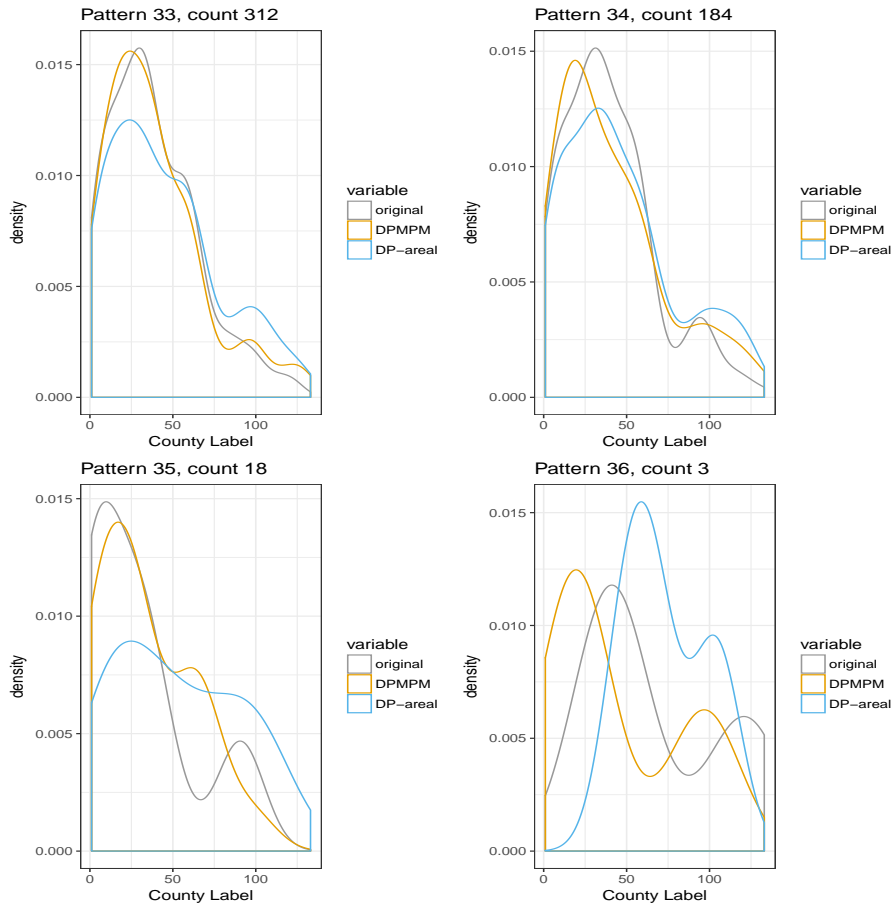 Pattern 33, count 312
0.015
0.010
0.005
0.000
density
0
50
100
County Label
variable
original
DPMPM
DP−areal
Pattern 34, count 184
0.015
0.010
0.005
0.000
density
0
50
100
County Label
variable
original
DPMPM
DP−areal
Pattern 35, count 18
0.015
0.010
0.005
0.000
density
0
50
100
County Label
variable
original
DPMPM
DP−areal
Pattern 36, count 3
0.015
0.010
0.005
0.000
density
0
50
100
County Label
variable
original
DPMPM
DP−areal